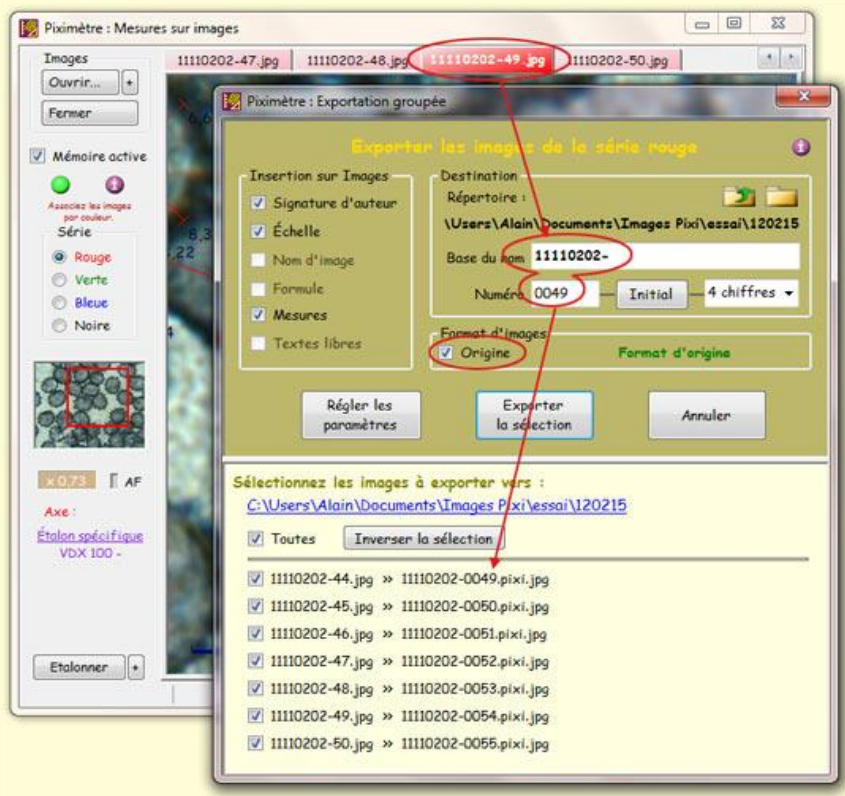 Piximètre : Mesures sur images
Images
Ouvrir... +
Fermer
Mémoire active
Associez les images
par couleur.
Série
Rouge
Verte
Bleue
Noire
x 0,73 AF
Axe :
Étalon spécifique
VDX 100 -
Etalonner +
11110202-47.jpg 11110202-48.jpg 11110202-49.jpg 11110202-50.jpg
Piximètre : Exportation groupée
Exporter les images de la série rouge
Insertion sur Images
Signature d'auteur
Échelle
Nom d'image
Formule
Mesures
Textes libres
Destination
Répertoire :
\Users\Alain\Documents\Images Pixi\essai\120215
Base du nom 11110202-
Numéro 0049 Initial 4 chiffres
Format d'images
Origine Format d'origine
Régler les
paramètres
Exporter
la sélection
Annuler
Sélectionnez les images à exporter vers :
C:\Users\Alain\Documents\Images Pixi\essai\120215
Toutes Inverser la sélection
11110202-44.jpg » 11110202-0049.pixi.jpg
11110202-45.jpg » 11110202-0050.pixi.jpg
11110202-46.jpg » 11110202-0051.pixi.jpg
11110202-47.jpg » 11110202-0052.pixi.jpg
11110202-48.jpg » 11110202-0053.pixi.jpg
11110202-49.jpg » 11110202-0054.pixi.jpg
11110202-50.jpg » 11110202-0055.pixi.jpg